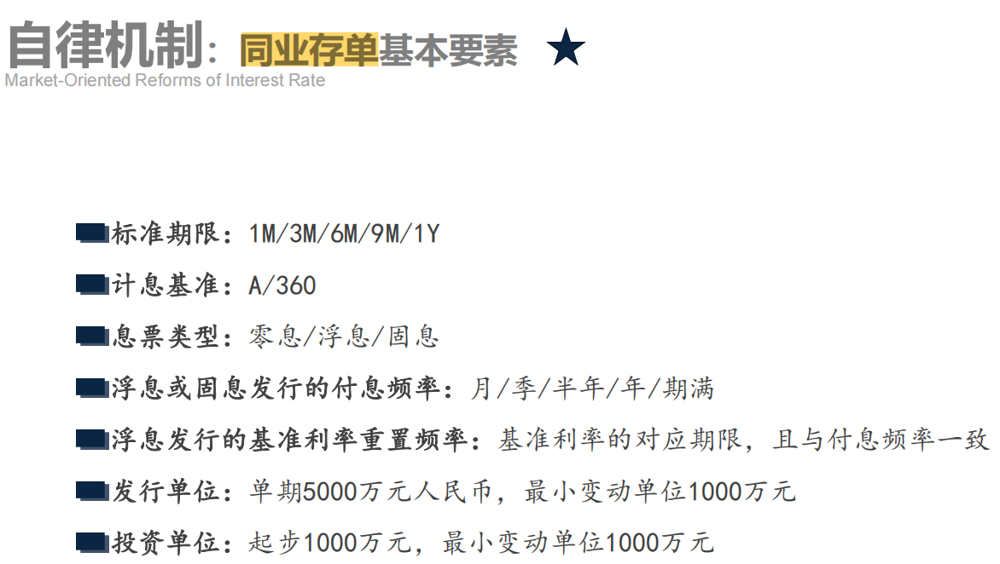 自律机制：同业存单基本要素
Market-Oriented Reforms of Interest Rate
标准期限：1M/3M/6M/9M/1Y
计息基准：A/360
息票类型：零息/浮息/固息
浮息或固息发行的付息频率：月/季/半年/年/期满
浮息发行的基准利率重置频率：基准利率的对应期限，且与付息频率一致
发行单位：单期5000万元人民币，最小变动单位1000万元
投资单位：起步1000万元，最小变动单位1000万元